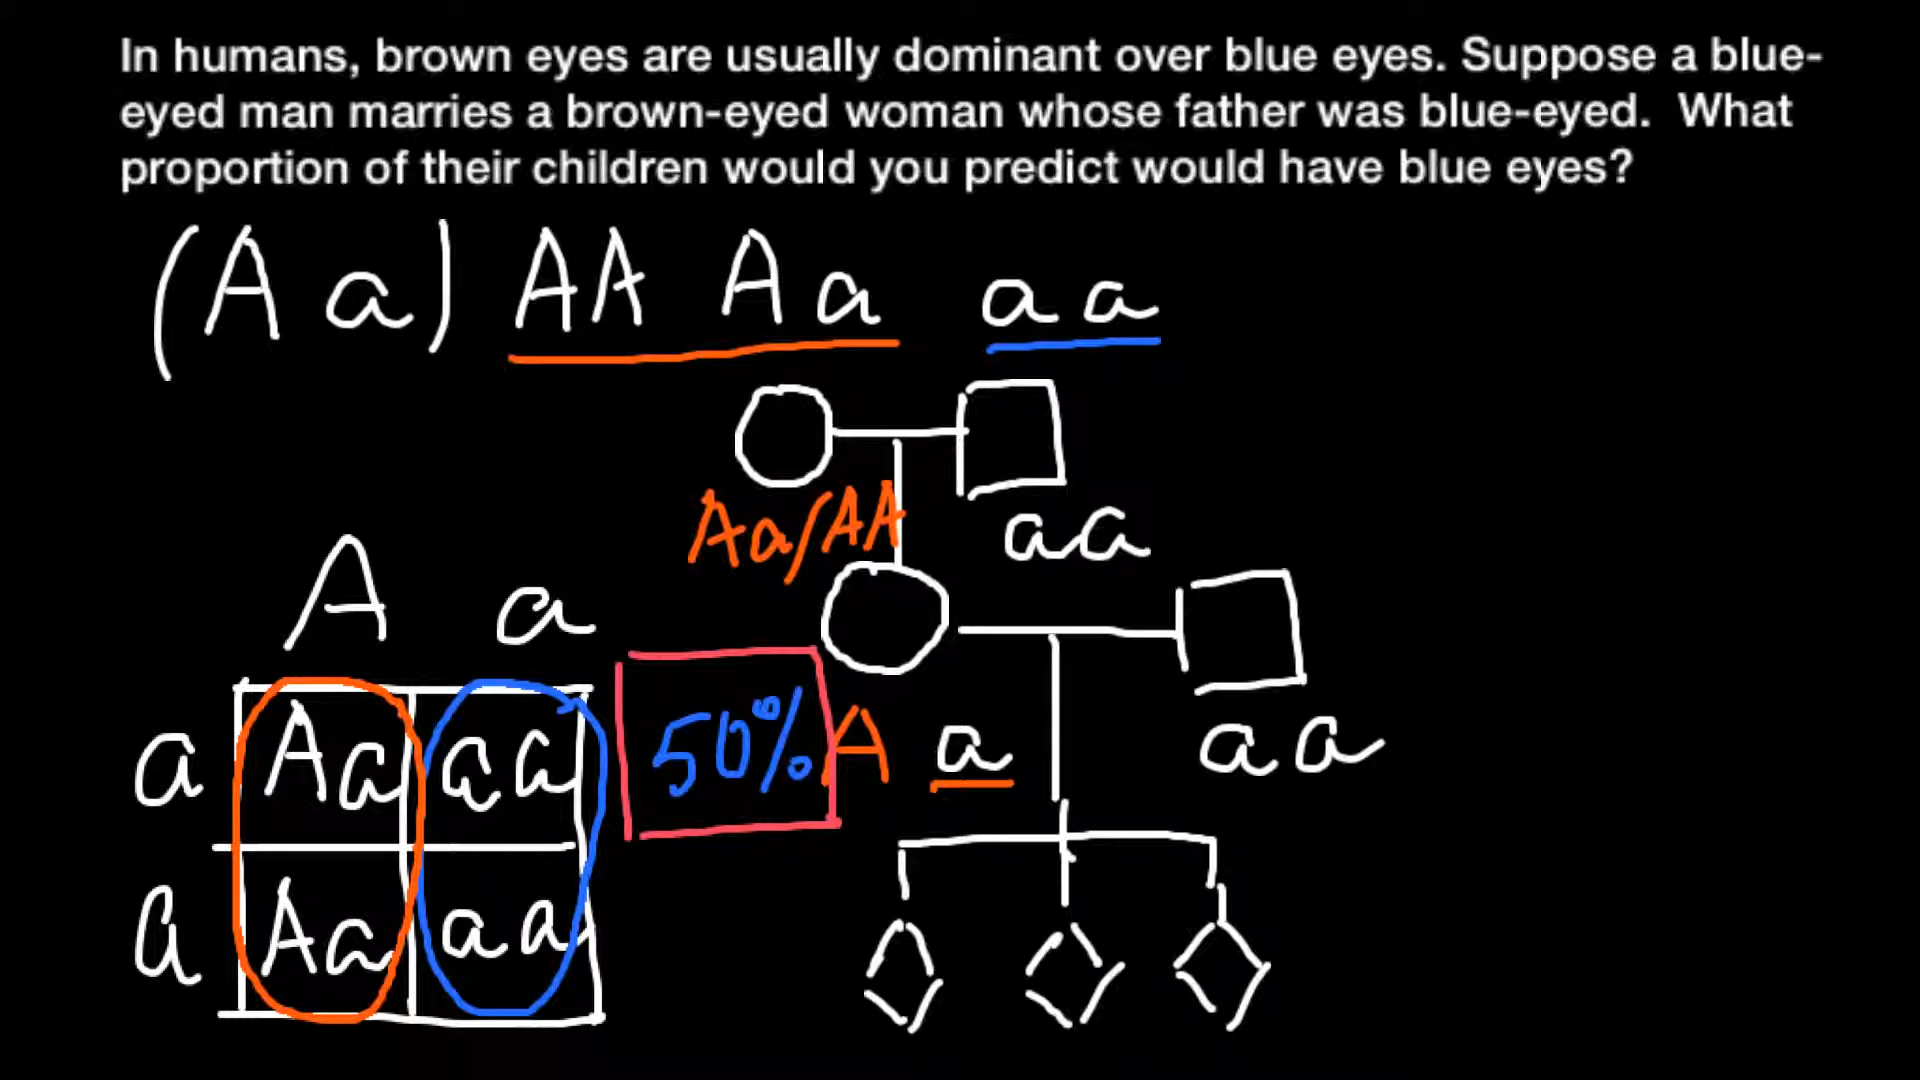 In humans, brown eyes are usually dominant over blue eyes. Suppose a blue-
eyed man marries a brown-eyed woman whose father was blue-eyed. What
proportion of their children would you predict would have blue eyes?
(A a) AA Aa aa
Aa/AA
aa
A a
a Aa aa
50%
A a
aa
a Aa aa